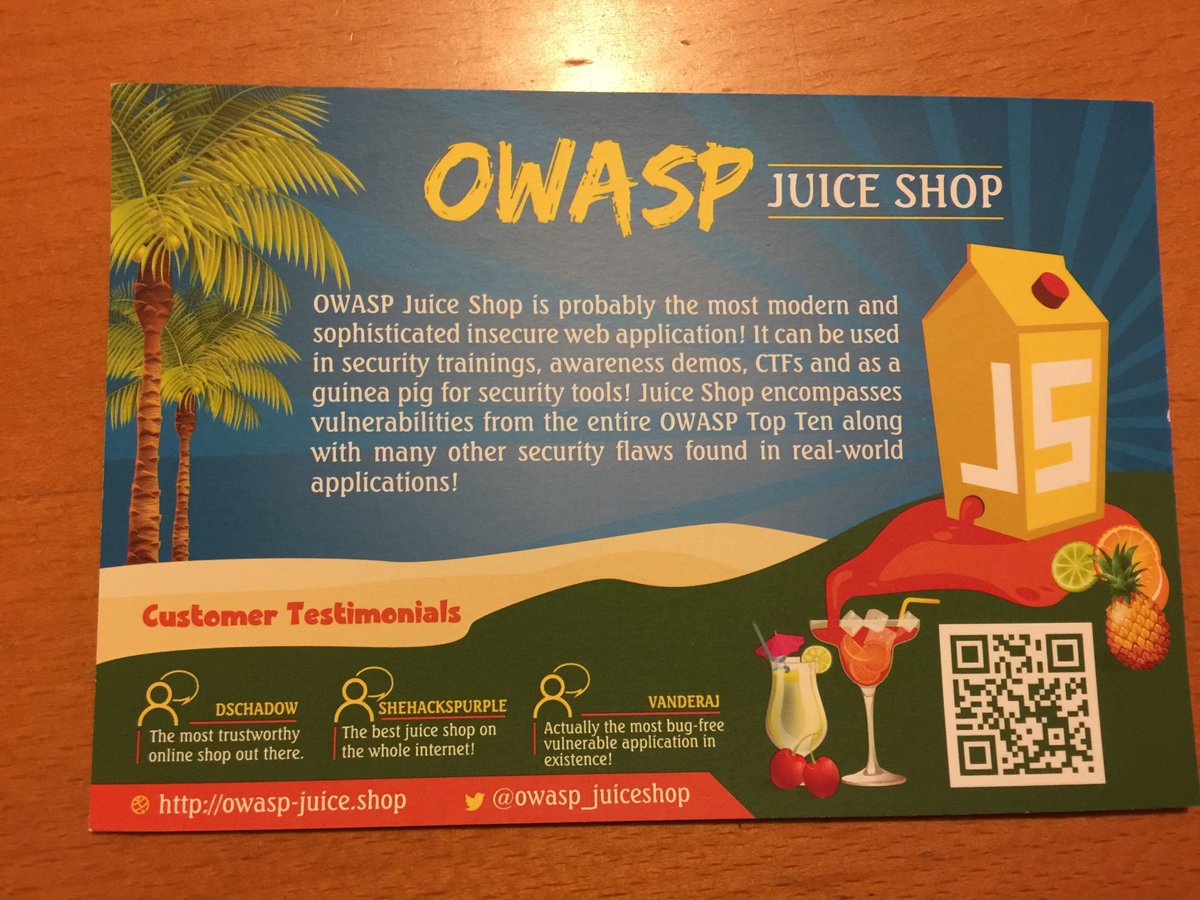 OWASP JUICE SHOP
OWASP Juice Shop is probably the most modern and
sophisticated insecure web application! It can be used
in security trainings, awareness demos, CTFs and as a
guinea pig for security tools! Juice Shop encompasses
vulnerabilities from the entire OWASP Top Ten along
with many other security flaws found in real-world
applications!
JS
Customer Testimonials
DSCHADOW
The most trustworthy
online shop out there.
SHEHACKSPURPLE
The best juice shop on
the whole internet!
VANDERAJ
Actually the most bug-free
vulnerable application in
existence!
http://owasp-juice.shop
@owasp_juiceshop